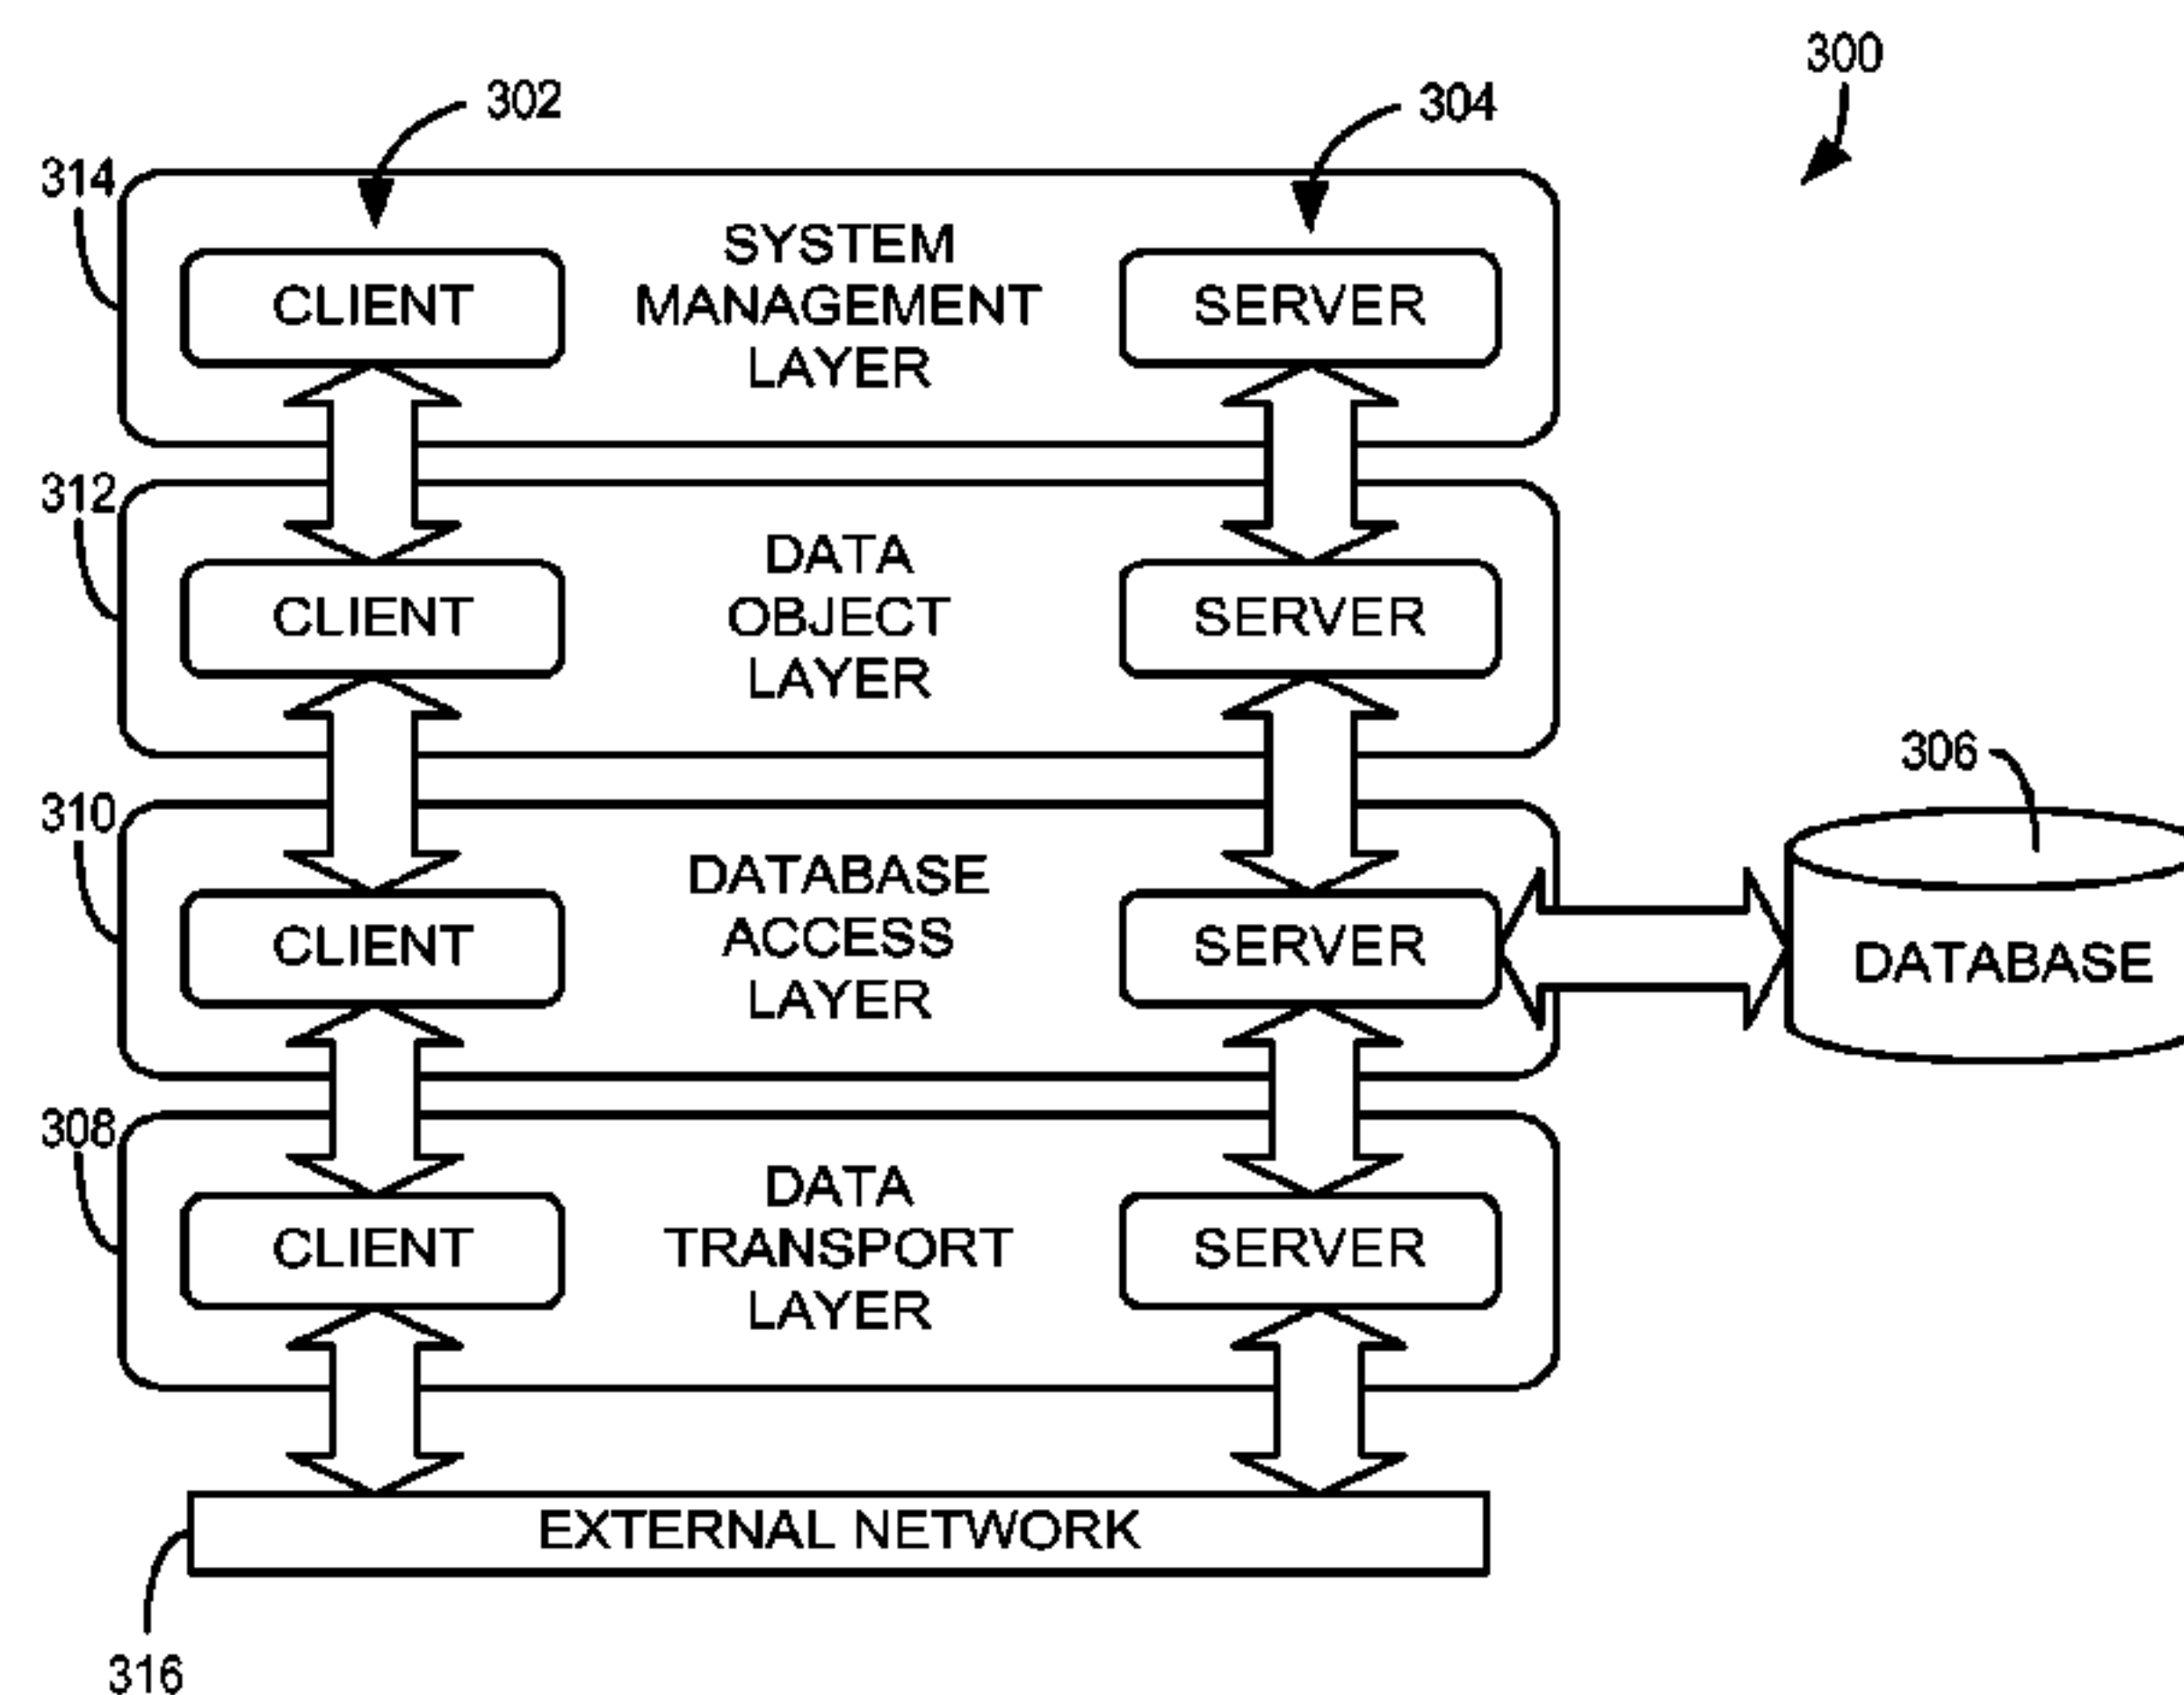 300
302
304
314
SYSTEM
CLIENT
MANAGEMENT
SERVER
LAYER
312
DATA
CLIENT
OBJECT
SERVER
LAYER
306
310
DATABASE
CLIENT
ACCESS
SERVER
DATABASE
LAYER
308
DATA
CLIENT
TRANSPORT
SERVER
LAYER
EXTERNAL NETWORK
316